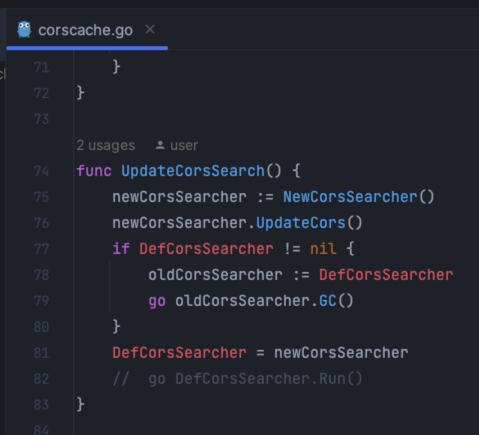 corscache.go
71 }
72 }
73
2 usages user
74 func UpdateCorsSearch() {
75 newCorsSearcher := NewCorsSearcher()
76 newCorsSearcher.UpdateCors()
77 if DefCorsSearcher != nil {
78 oldCorsSearcher := DefCorsSearcher
79 go oldCorsSearcher.GC()
80 }
81 DefCorsSearcher = newCorsSearcher
82 //  go DefCorsSearcher.Run()
83 }
84